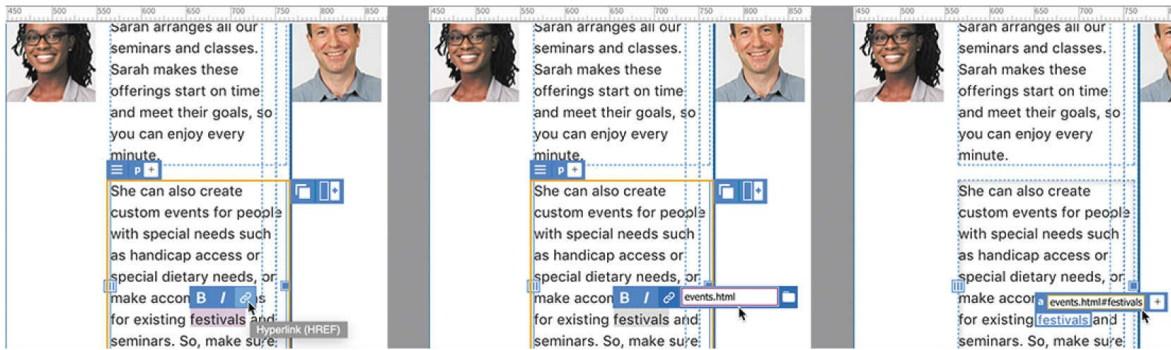 450 500 550 600 650 700 750 800 850
Sarah arranges all our
seminars and classes.
Sarah makes these
offerings start on time
and meet their goals, so
you can enjoy every
minute.
p +
She can also create
custom events for people
with special needs such
as handicap access or
special dietary needs, or
make accom
B I
for existing festivals and
Hyperlink (HREF)
seminars. So, make sure
450 500 550 600 650 700 750 800 850
Sarah arranges all our
seminars and classes.
Sarah makes these
offerings start on time
and meet their goals, so
you can enjoy every
minute.
p +
She can also create
custom events for people
with special needs such
as handicap access or
special dietary needs, or
make accom
B I events.html
for existing festivals and
seminars. So, make sure
450 500 550 600 650 700 750
Sarah arranges all our
seminars and classes.
Sarah makes these
offerings start on time
and meet their goals, so
you can enjoy every
minute.
She can also create
custom events for people
with special needs such
as handicap access or
special dietary needs, or
make accor
a events.html#festivals +
for existing festivals and
seminars. So, make sure